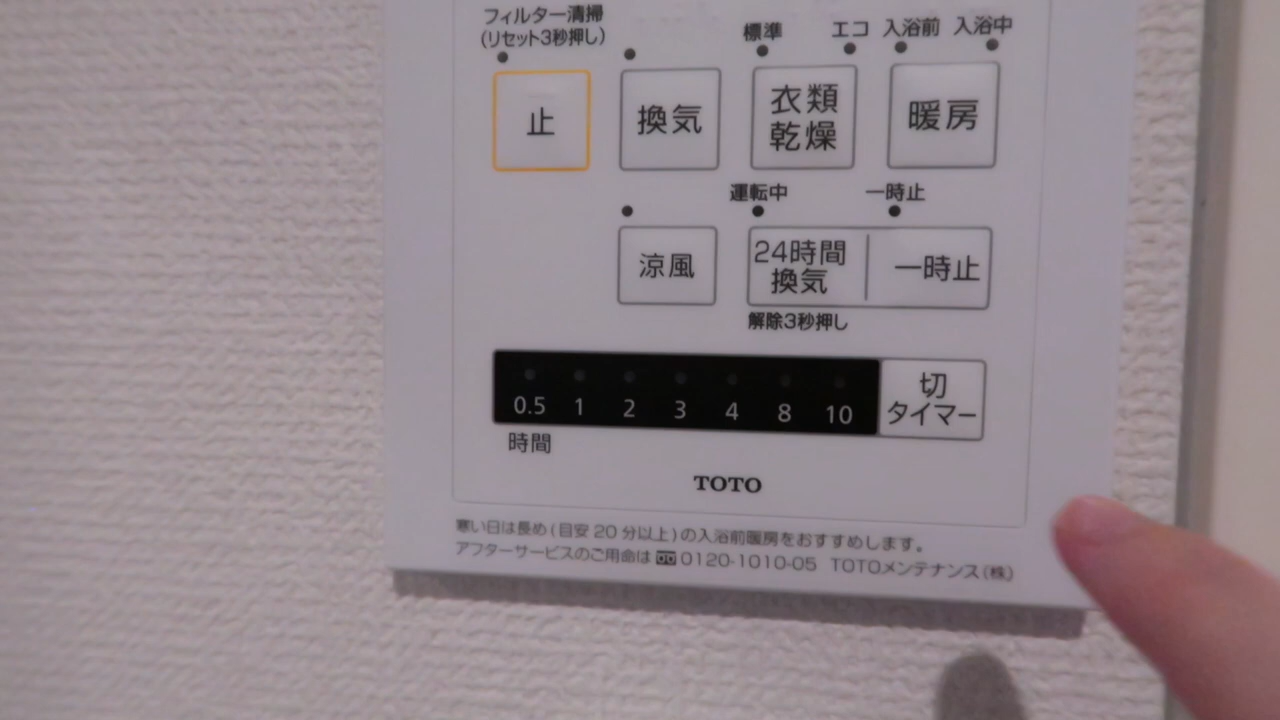 フィルター清掃
(リセット3秒押し)
標準 エコ 入浴前 入浴中
止 換気 衣類
乾燥 暖房
運転中 一時止
涼風 24時間
換気 一時止
解除3秒押し
0.5 1 2 3 4 8 10 切
タイマー
時間
TOTO
寒い日は長め(目安20分以上)の入浴前暖房をおすすめします。
アフターサービスのご用命は 0120-1010-05 TOTOメンテナンス(株)